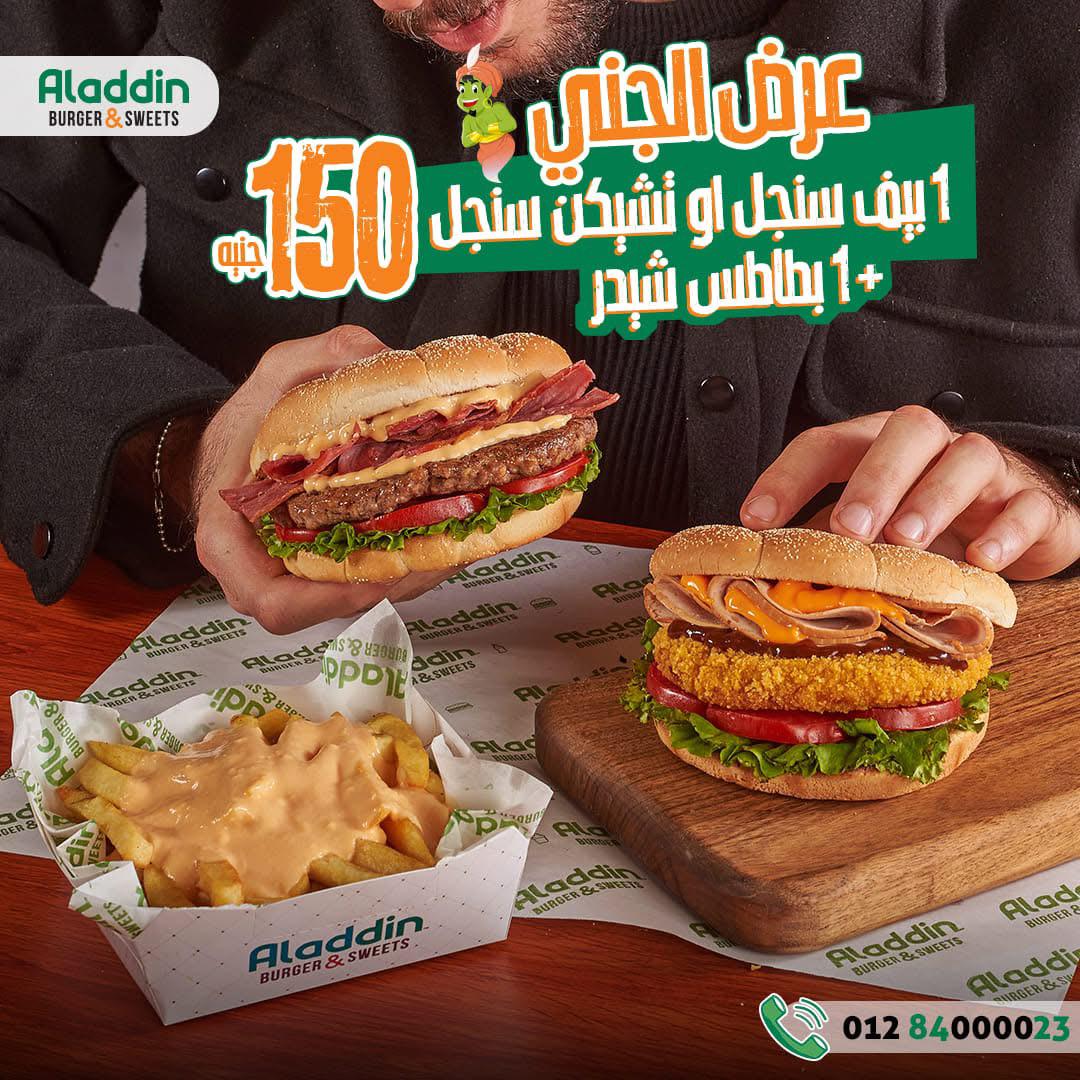 Aladdin
BURGER & SWEETS
عرض الجني
1 بيف سنجل او تشيكن سنجل
+ 1 بطاطس شيدر
150 جنيه
Aladdin
BURGER & SWEETS
012 84000023